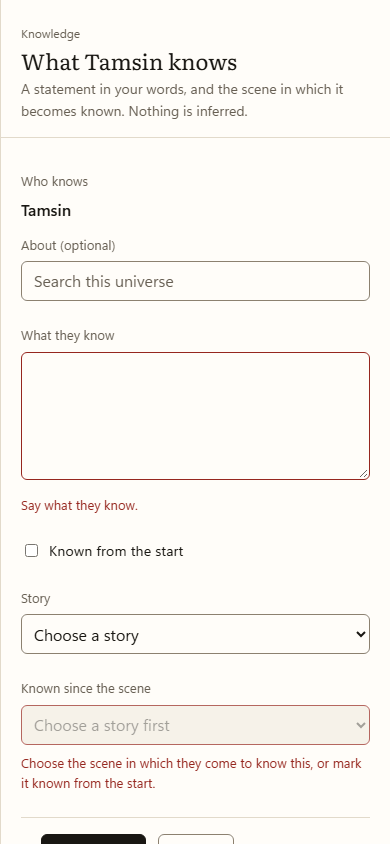 Knowledge
What Tamsin knows
A statement in your words, and the scene in which it
becomes known. Nothing is inferred.
Who knows
Tamsin
About (optional)
Search this universe
What they know
Say what they know.
Known from the start
Story
Choose a story
Known since the scene
Choose a story first
Choose the scene in which they come to know this, or mark
it known from the start.